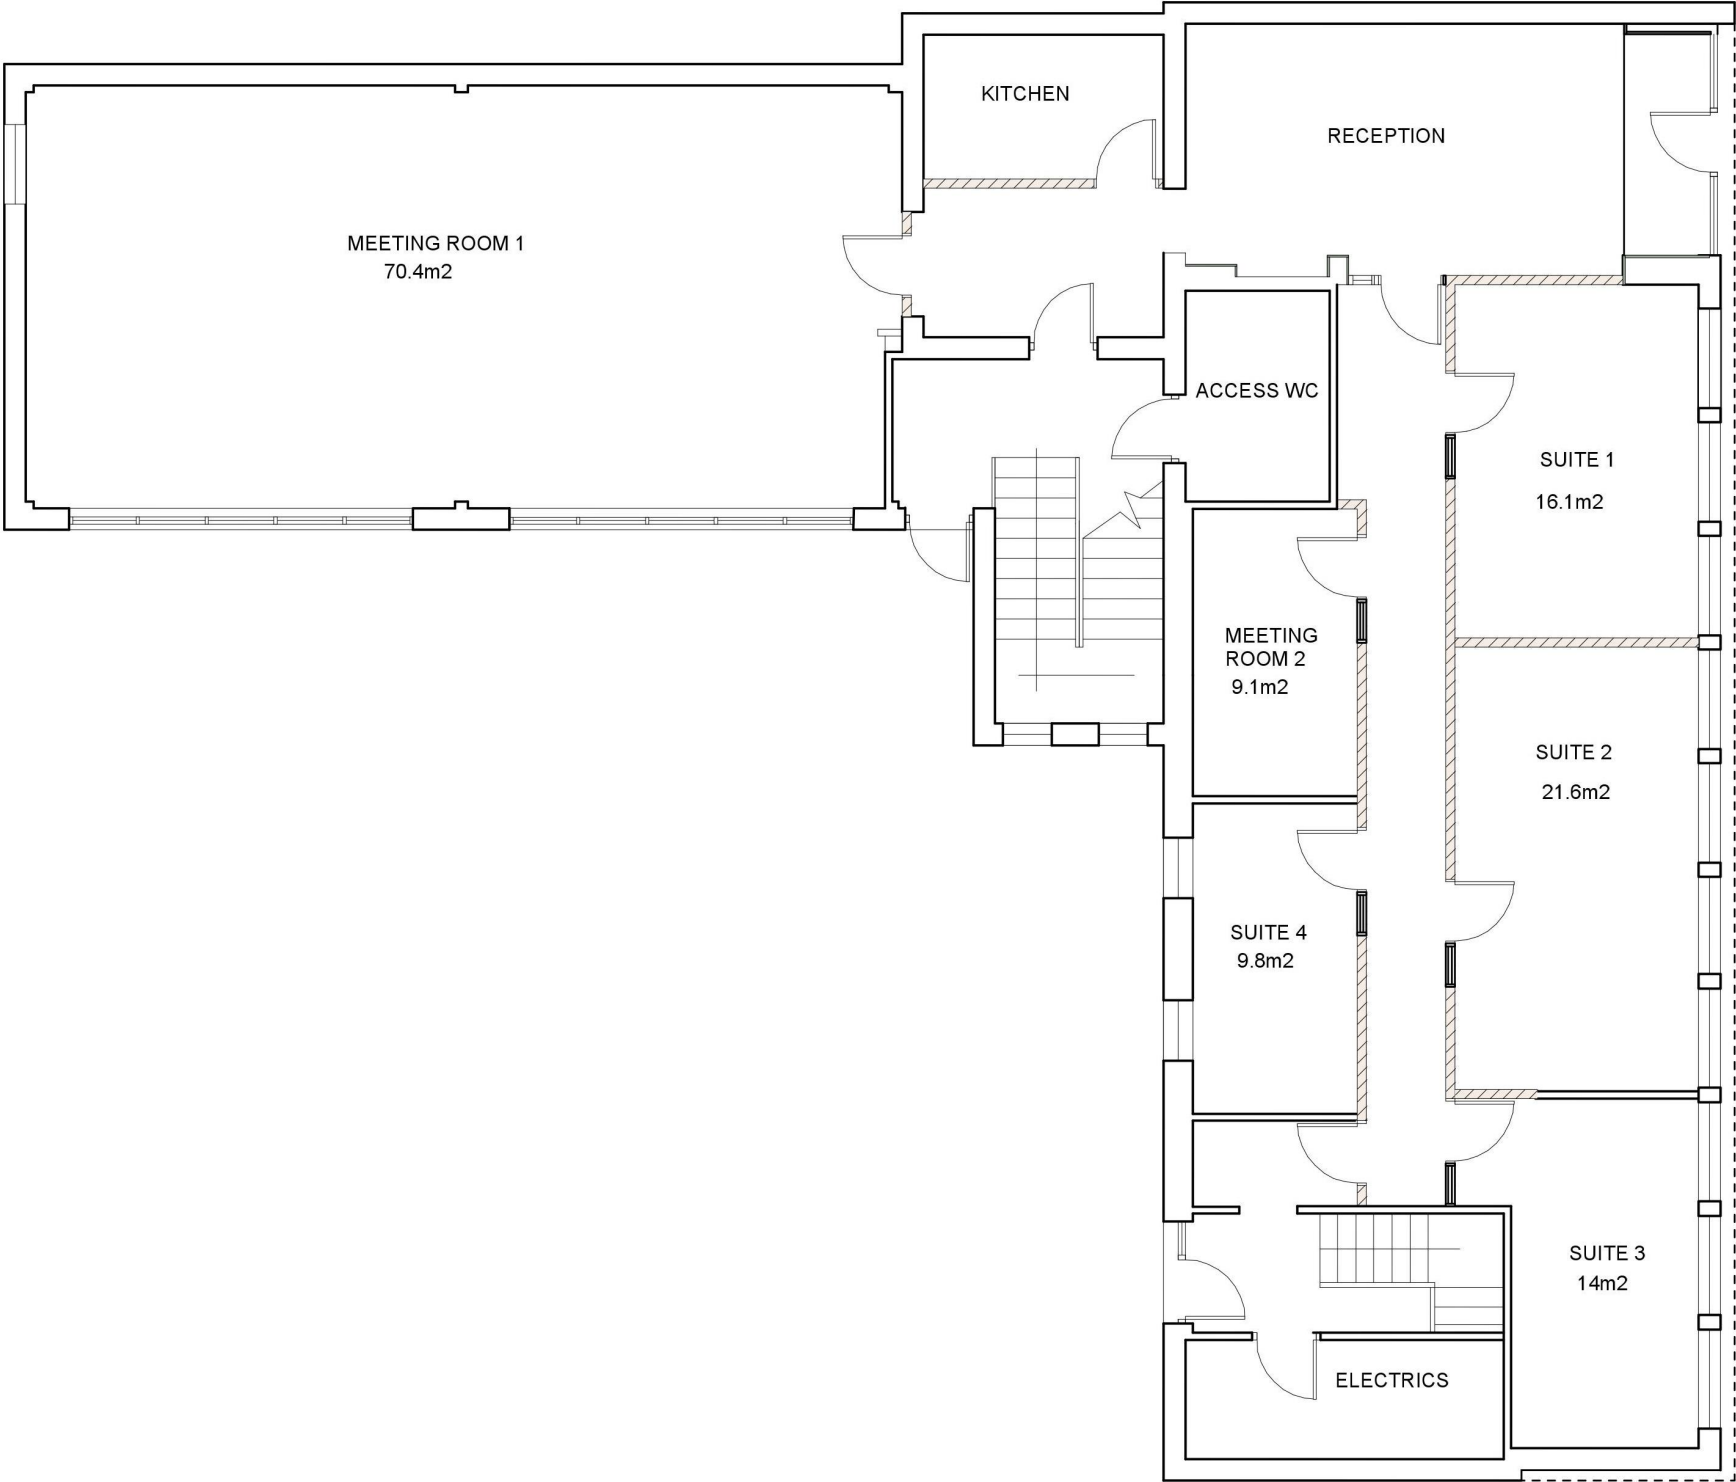 KITCHEN
RECEPTION
MEETING ROOM 1
70.4m2
ACCESS WC
SUITE 1
16.1m2
MEETING
ROOM 2
9.1m2
SUITE 2
21.6m2
SUITE 4
9.8m2
SUITE 3
14m2
ELECTRICS